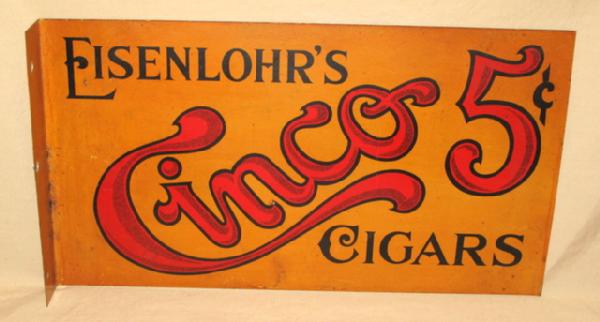 EISENLOHR'S
Cinco 5¢
CIGARS